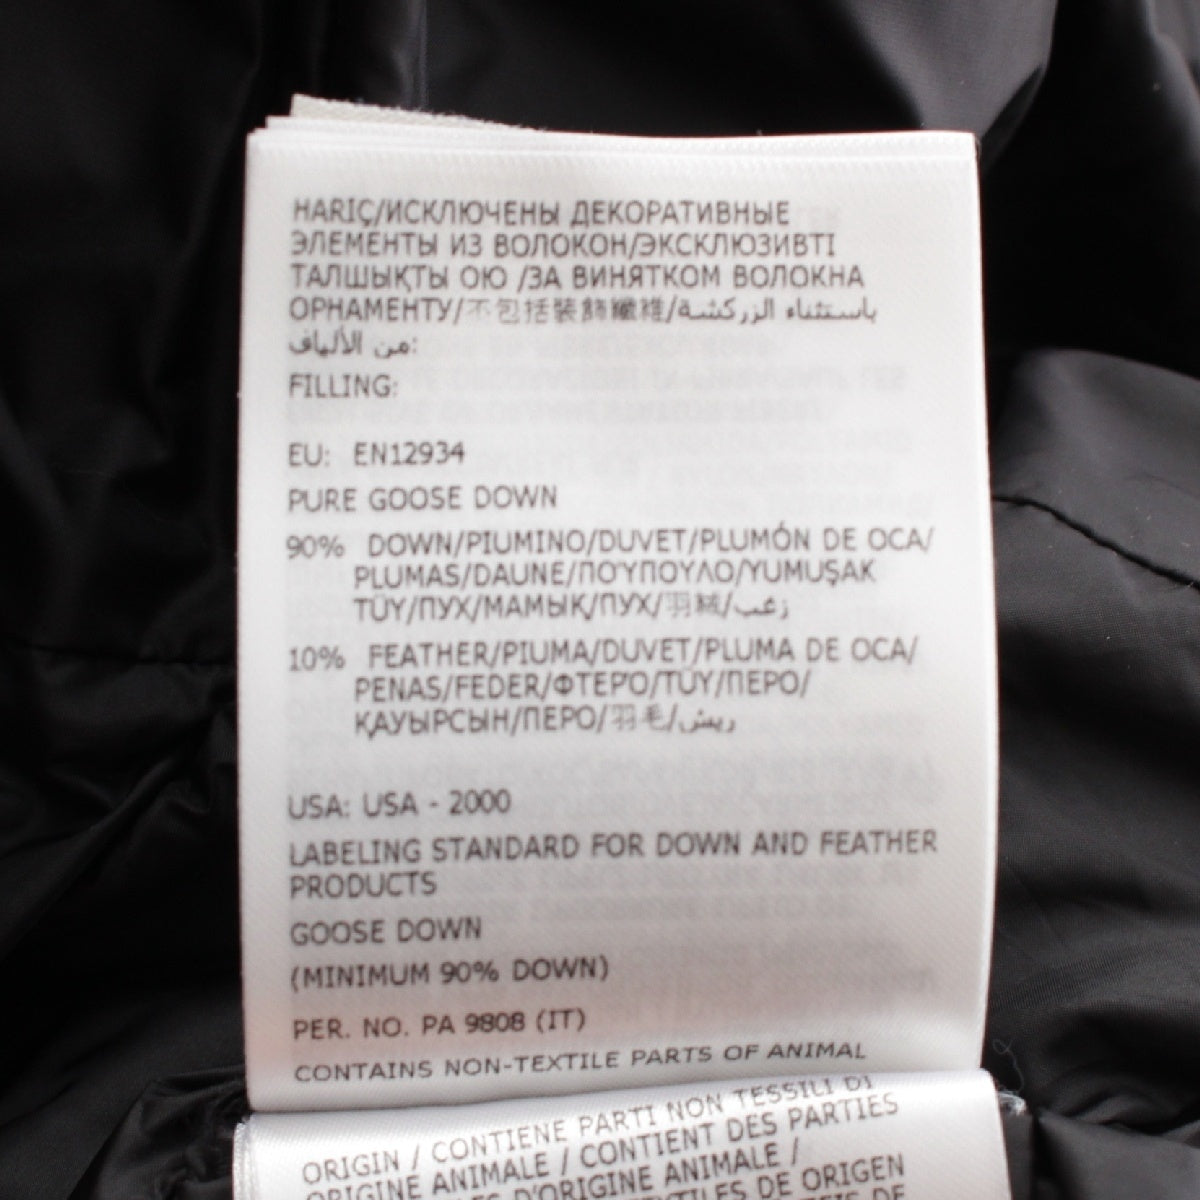 HARIÇ/ИСКЛЮЧЕНЫ ДЕКОРАТИВНЫЕ
ЭЛЕМЕНТЫ ИЗ ВОЛОКОН/ЭКСКЛЮЗИВТІ
ТАЛШЫҚТЫ ОЮ /ЗА ВИНЯТКОМ ВОЛОКНА
ОРНАМЕНТУ/不包括裝飾纖維/باستثناء الزركشة
من الألياف:
FILLING:
EU: EN12934
PURE GOOSE DOWN
90% DOWN/PIUMINO/DUVET/PLUMÓN DE OCA/
PLUMAS/DAUNE/ΠΟΎΠΟΥΛΟ/YUMUŞAK
TÜY/ПУХ/МАМЫҚ/ПУХ/羽絨/زغب
10% FEATHER/PIUMA/DUVET/PLUMA DE OCA/
PENAS/FEDER/ΦΤΕΡΌ/TÜY/ПЕРО/
ҚАУЫРСЫН/ПЕРО/羽毛/ريش
USA: USA - 2000
LABELING STANDARD FOR DOWN AND FEATHER
PRODUCTS
GOOSE DOWN
(MINIMUM 90% DOWN)
PER. NO. PA 9808 (IT)
CONTAINS NON-TEXTILE PARTS OF ANIMAL
ORIGIN / CONTIENE PARTI NON TESSILI DI
ORIGINE ANIMALE / CONTIENT DES PARTIES
D'ORIGINE ANIMALE /
DE ORIGEN